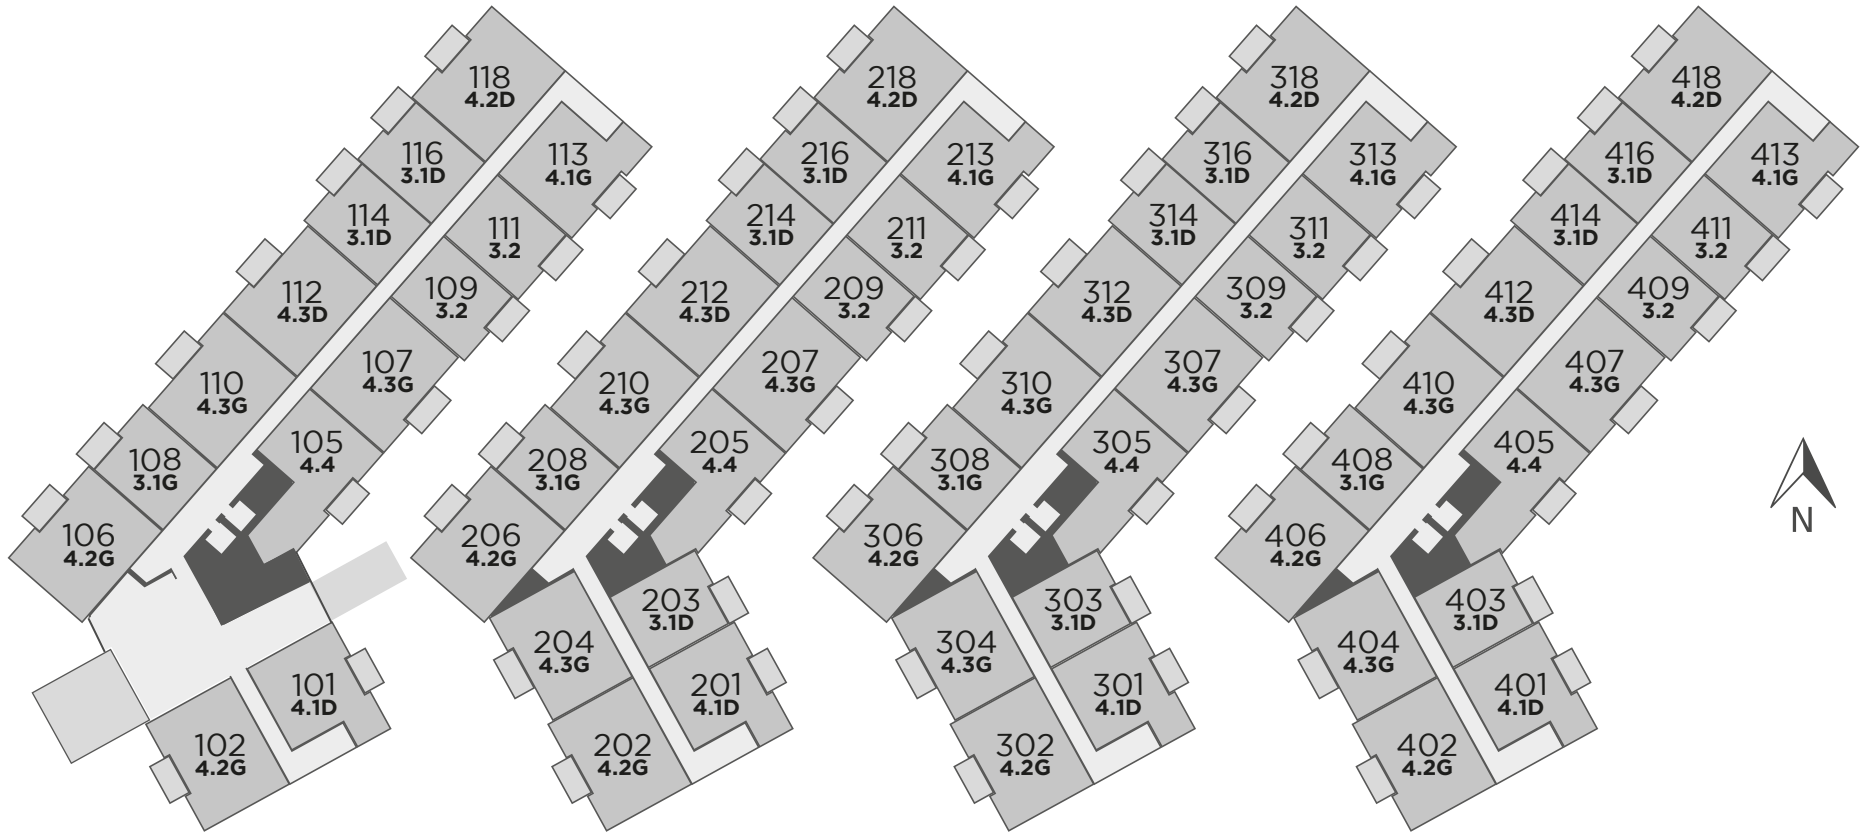 118
4.2D
116
3.1D
113
4.1G
114
3.1D
111
3.2
112
4.3D
109
3.2
110
4.3G
107
4.3G
108
3.1G
105
4.4
106
4.2G
101
4.1D
102
4.2G
218
4.2D
216
3.1D
213
4.1G
214
3.1D
211
3.2
212
4.3D
209
3.2
210
4.3G
207
4.3G
208
3.1G
205
4.4
206
4.2G
203
3.1D
204
4.3G
201
4.1D
202
4.2G
318
4.2D
316
3.1D
313
4.1G
314
3.1D
311
3.2
312
4.3D
309
3.2
310
4.3G
307
4.3G
308
3.1G
305
4.4
306
4.2G
303
3.1D
304
4.3G
301
4.1D
302
4.2G
418
4.2D
416
3.1D
413
4.1G
414
3.1D
411
3.2
412
4.3D
409
3.2
410
4.3G
407
4.3G
408
3.1G
405
4.4
406
4.2G
403
3.1D
404
4.3G
401
4.1D
402
4.2G
N